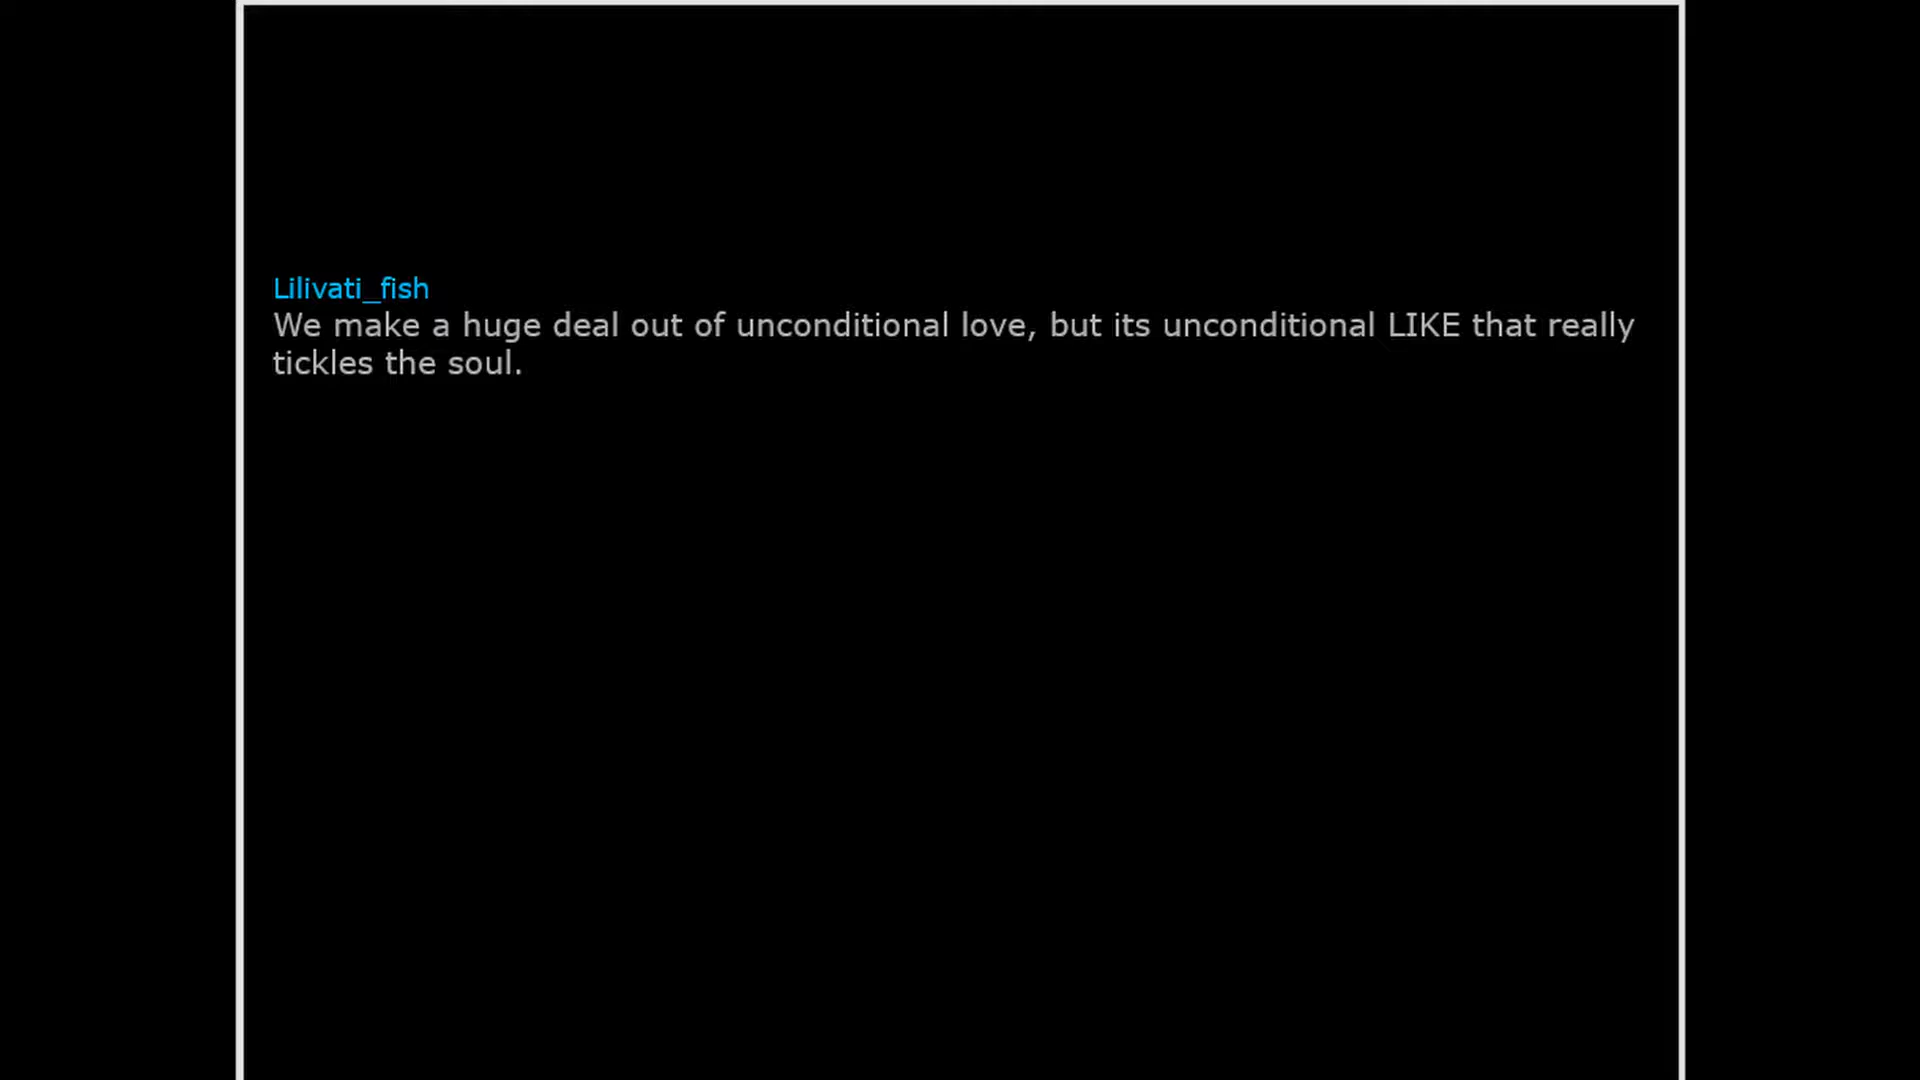 Lilivati_fish
We make a huge deal out of unconditional love, but its unconditional LIKE that really
tickles the soul.